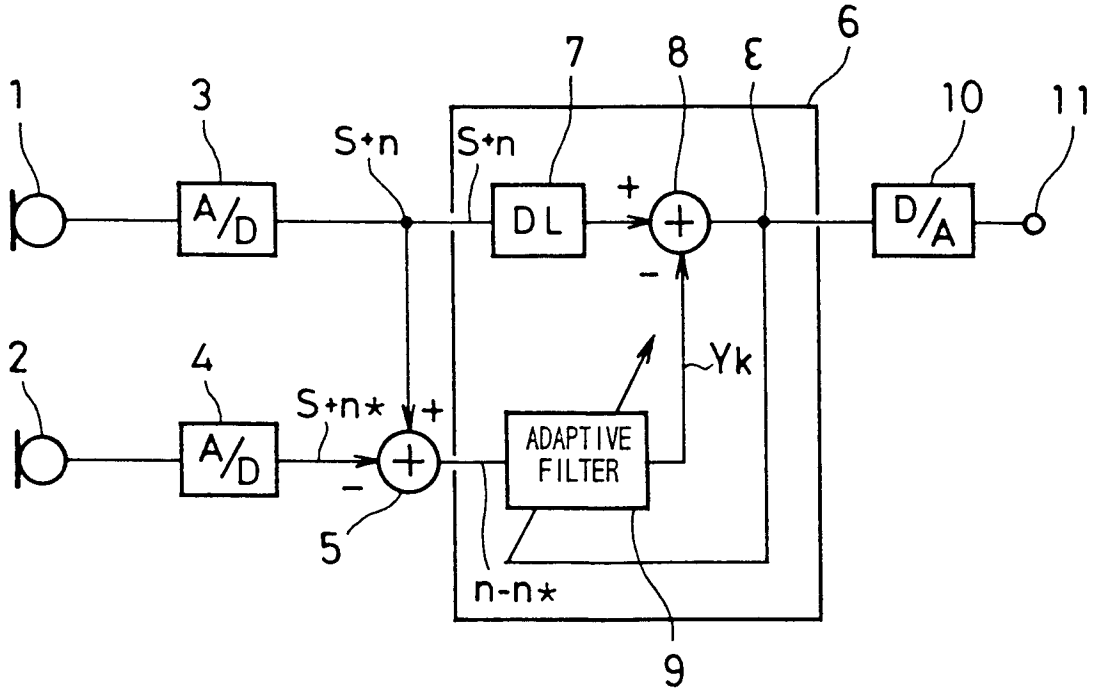 6
7
8
ε
1
3
10
11
S+n
S+n
A/D
DL
+
+
D/A
-
2
4
Yk
S+n*
+
A/D
ADAPTIVE
FILTER
+
-
5
n-n*
9